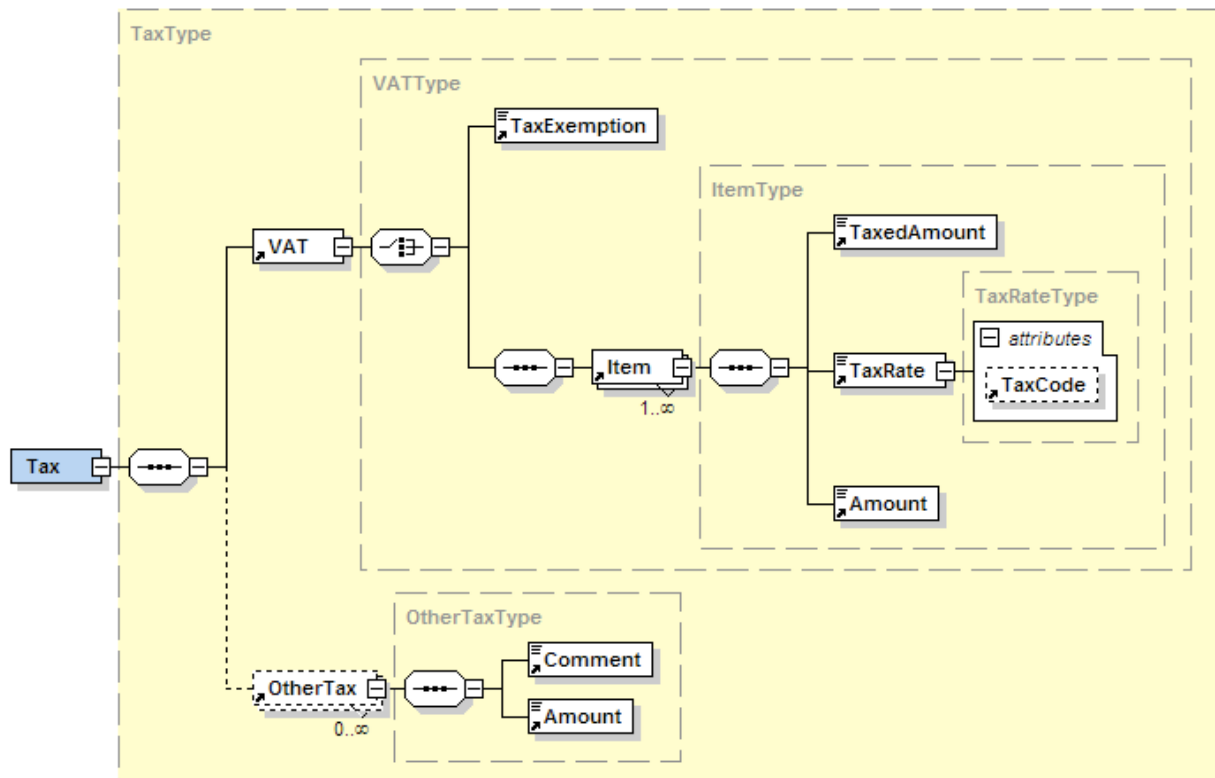 TaxType
VATType
TaxExemption
ItemType
TaxedAmount
VAT
TaxRateType
attributes
Item
TaxRate
TaxCode
1..∞
Tax
Amount
OtherTaxType
Comment
OtherTax
Amount
0..∞